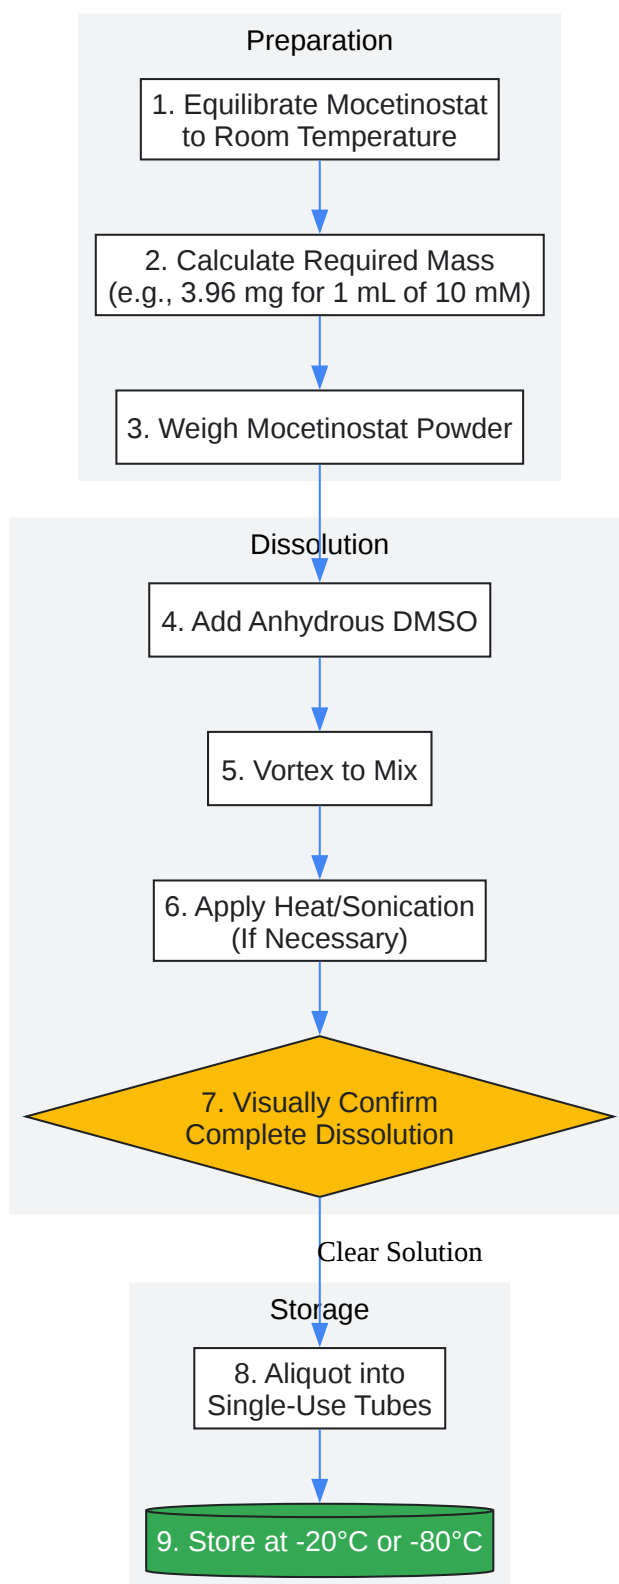 Preparation
1. Equilibrate Mocetinostat
to Room Temperature
2. Calculate Required Mass
(e.g., 3.96 mg for 1 mL of 10 mM)
3. Weigh Mocetinostat Powder
Dissolution
4. Add Anhydrous DMSO
5. Vortex to Mix
6. Apply Heat/Sonication
(If Necessary)
7. Visually Confirm
Complete Dissolution
Clear Solution
Storage
8. Aliquot into
Single-Use Tubes
9. Store at -20°C or -80°C